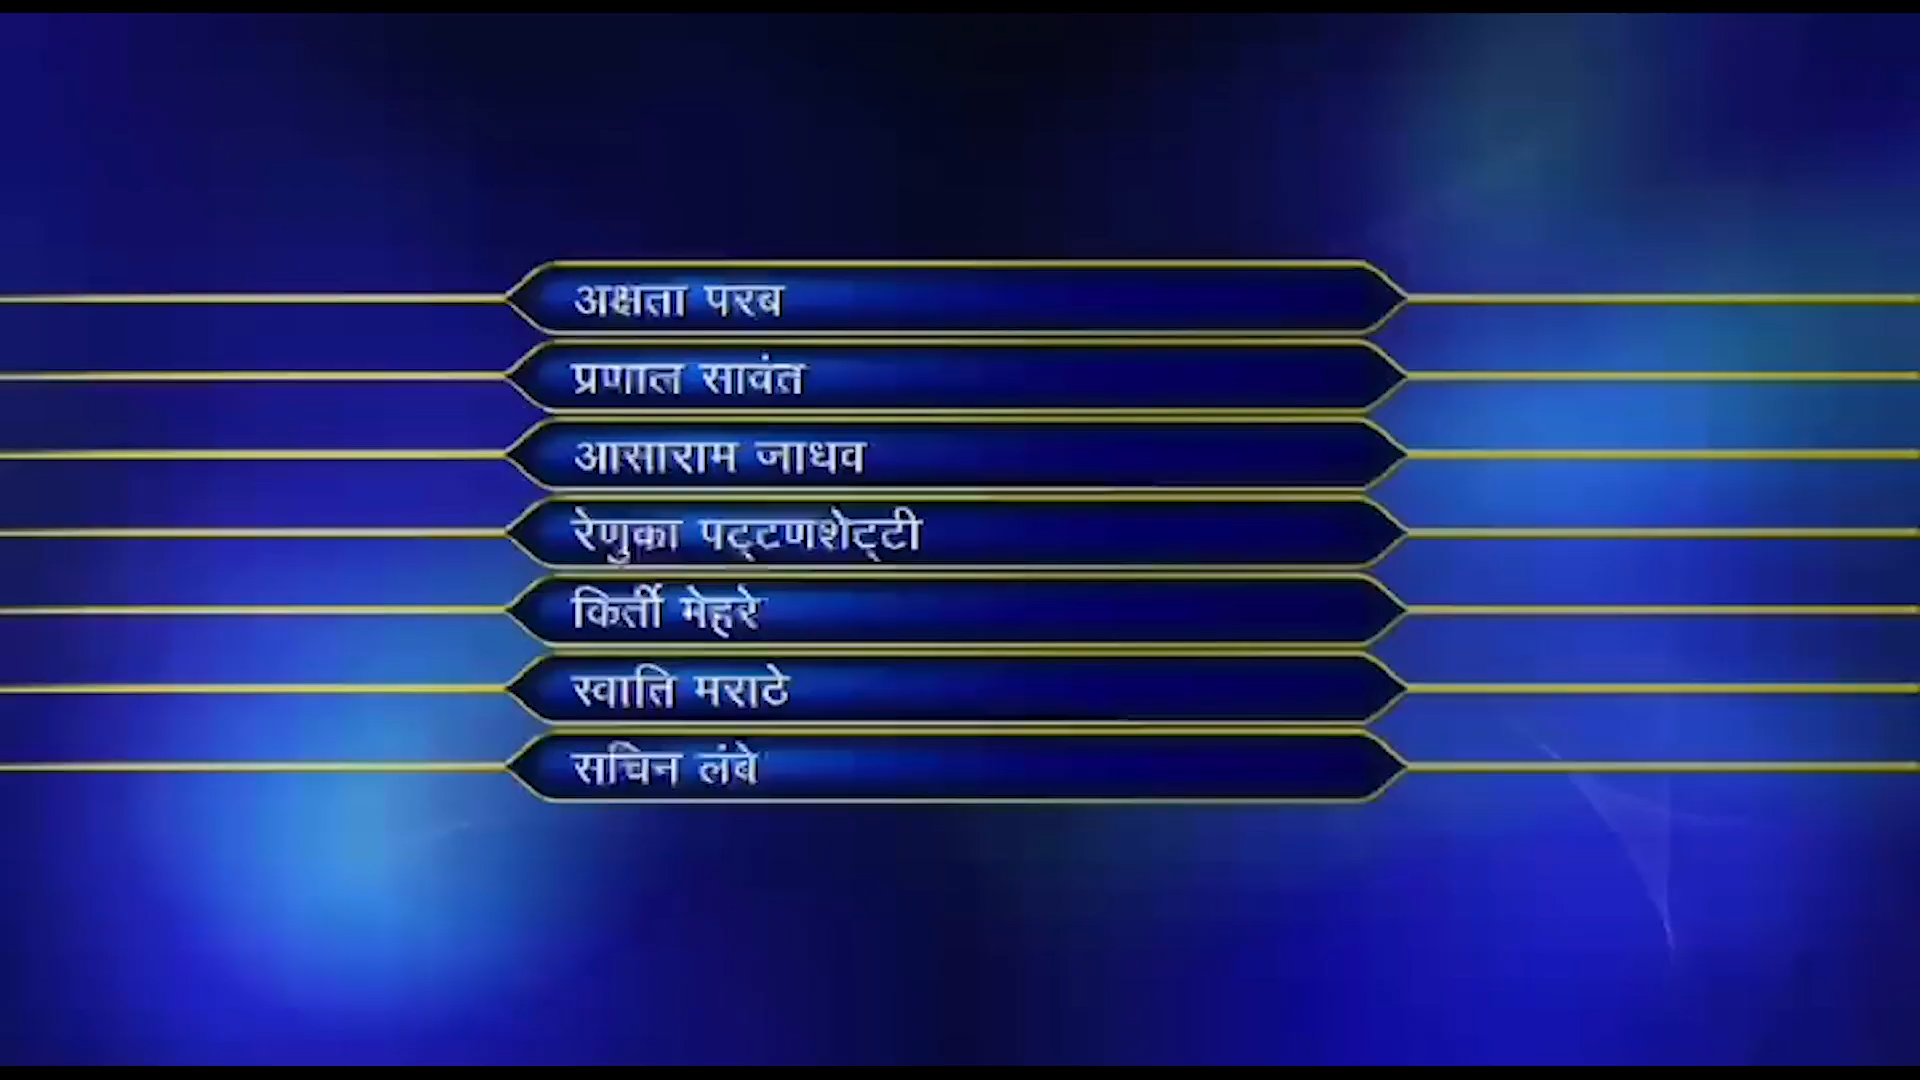 अक्षता परब
प्रणाल सावंत
आसाराम जाधव
रेणुका पट्टणशेट्टी
किर्ती मेहरे
स्वाति मराठे
सचिन लंबे